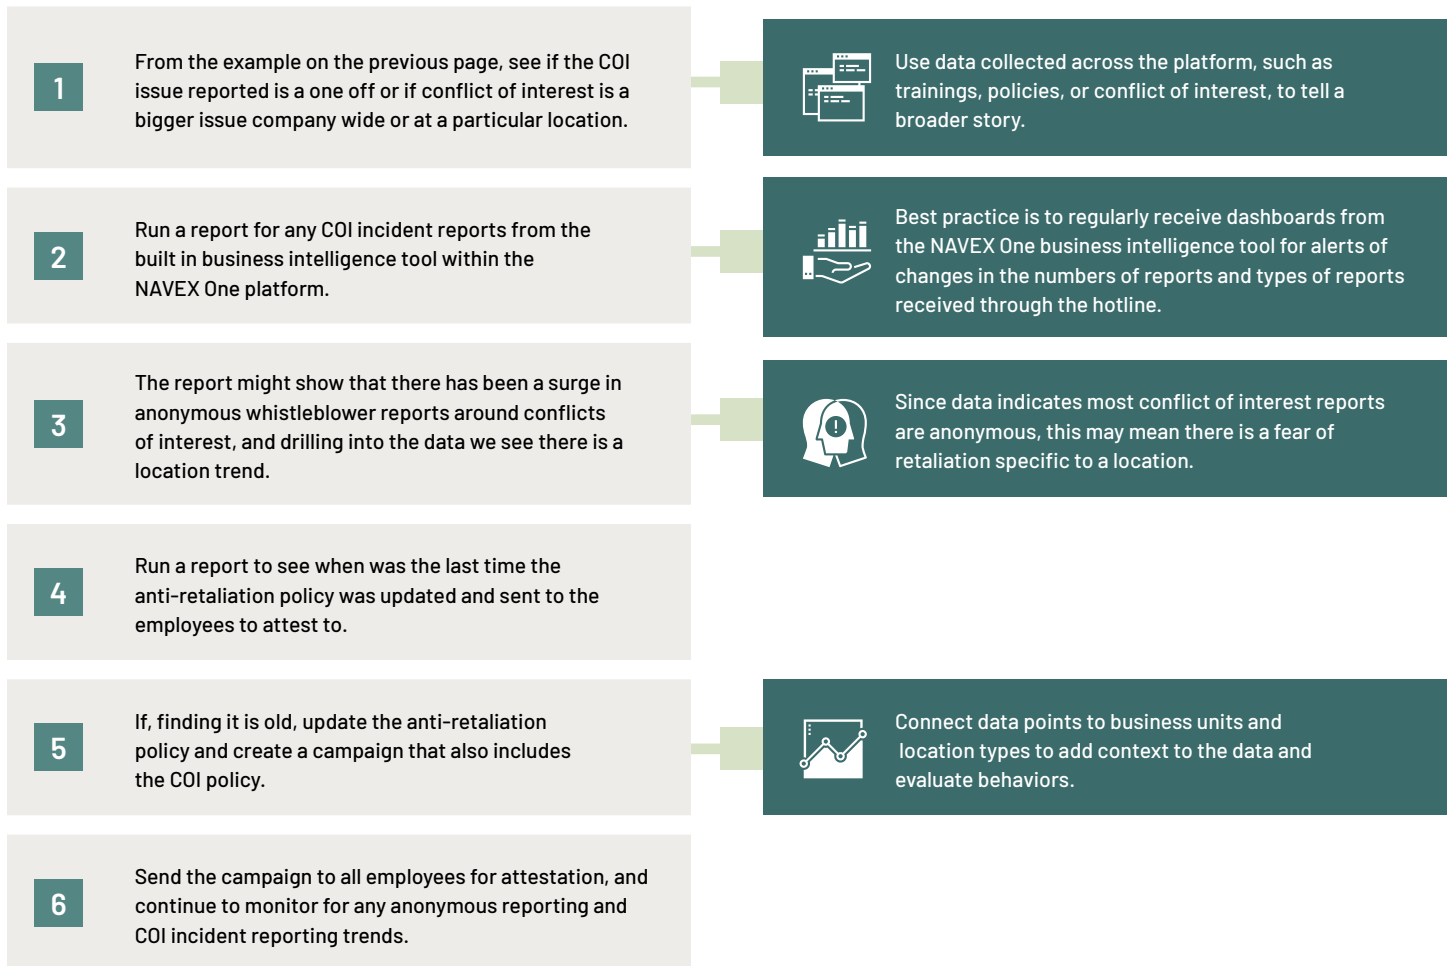 1
From the example on the previous page, see if the COI
issue reported is a one off or if conflict of interest is a
bigger issue company wide or at a particular location.
Use data collected across the platform, such as
trainings, policies, or conflict of interest, to tell a
broader story.
2
Run a report for any COI incident reports from the
built in business intelligence tool within the
NAVEX One platform.
Best practice is to regularly receive dashboards from
the NAVEX One business intelligence tool for alerts of
changes in the numbers of reports and types of reports
received through the hotline.
3
The report might show that there has been a surge in
anonymous whistleblower reports around conflicts
of interest, and drilling into the data we see there is a
location trend.
Since data indicates most conflict of interest reports
are anonymous, this may mean there is a fear of
retaliation specific to a location.
4
Run a report to see when was the last time the
anti-retaliation policy was updated and sent to the
employees to attest to.
5
If, finding it is old, update the anti-retaliation
policy and create a campaign that also includes
the COI policy.
Connect data points to business units and
location types to add context to the data and
evaluate behaviors.
6
Send the campaign to all employees for attestation, and
continue to monitor for any anonymous reporting and
COI incident reporting trends.